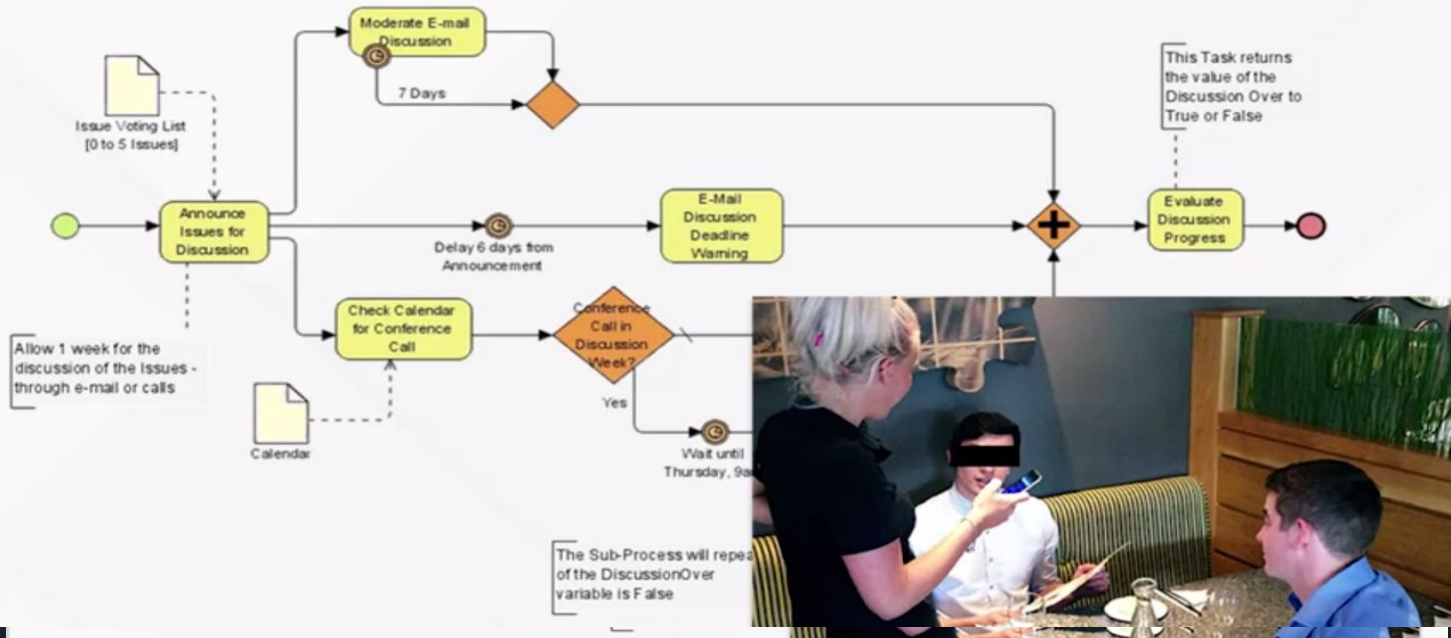 Moderate E-mail
Discussion
7 Days
This Task returns
the value of the
Discussion Over to
True or False
Issue Voting List
[0 to 5 Issues]
Announce
Issues for
Discussion
Delay 6 days from
Announcement
E-Mail
Discussion
Deadline
Warning
Evaluate
Discussion
Progress
Check Calendar
for Conference
Call
Conference
Call in
Discussion
Week?
Allow 1 week for the
discussion of the Issues -
through e-mail or calls
Yes
Calendar
Wait until
Thursday,
The Sub-Process will
of the DiscussionOver
variable is False